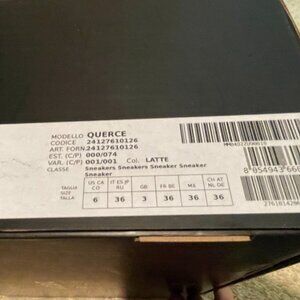 MODELLO QUERCE
CODICE 24127610126
ART. FORN. 24127610126
EST. (C/P) 000/074
VAR. (C/P) 001/001 Col. LATTE
CLASSE Sneakers Sneakers Sneaker Sneaker
Sneaker
TAGLIA SIZE TALLA
US CA CO IT ES JP RU GB FR BE MX CH AT NL DE
6 36 3 36 36 36